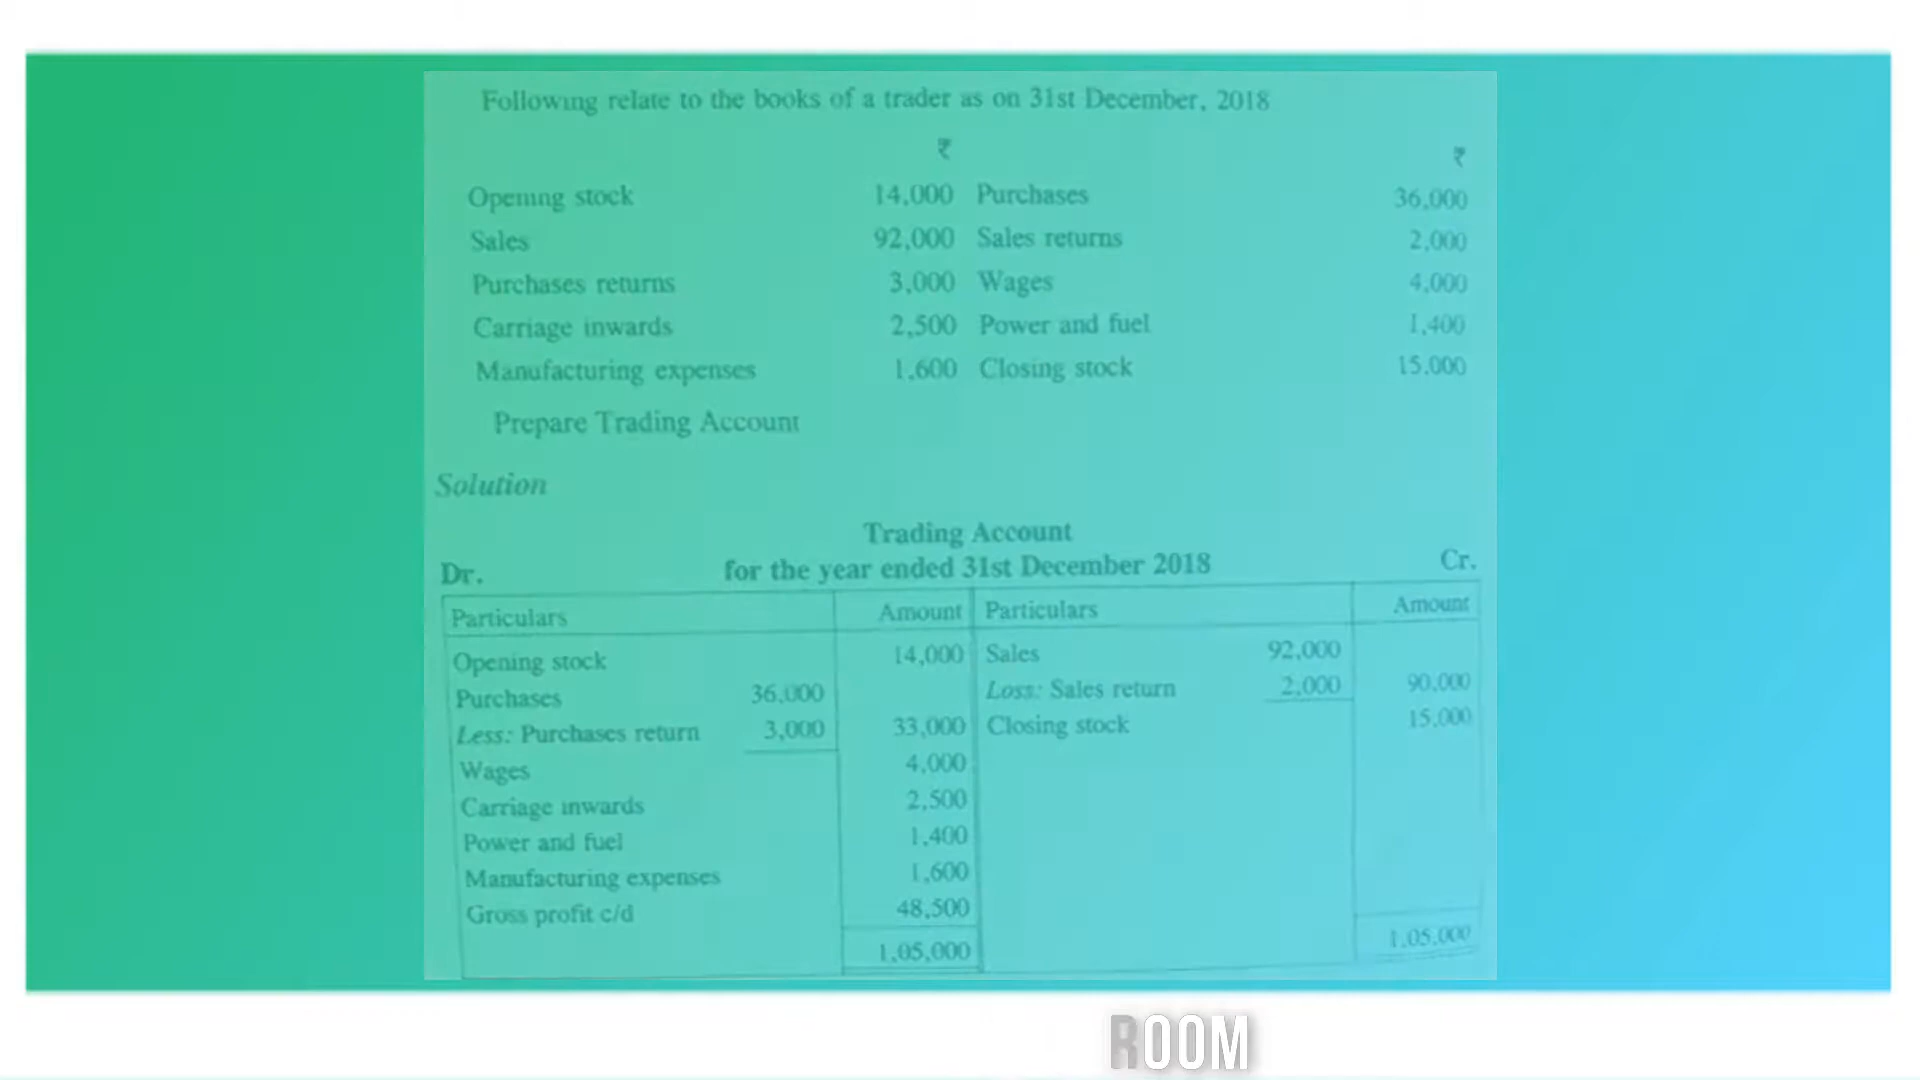 Following relate to the books of a trader as on 31st December, 2018
₹ ₹
Opening stock 14,000 Purchases 36,000
Sales 92,000 Sales returns 2,000
Purchases returns 3,000 Wages 4,000
Carriage inwards 2,500 Power and fuel 1,400
Manufacturing expenses 1,600 Closing stock 15,000
Prepare Trading Account
Solution
Trading Account
Dr. for the year ended 31st December 2018 Cr.
Particulars Amount Particulars Amount
Opening stock 14,000 Sales 92,000
Purchases 36,000 Loss: Sales return 2,000 90,000
Less: Purchases return 3,000 33,000 Closing stock 15,000
Wages 4,000
Carriage inwards 2,500
Power and fuel 1,400
Manufacturing expenses 1,600
Gross profit c/d 48,500
1,05,000 1,05,000
ROOM